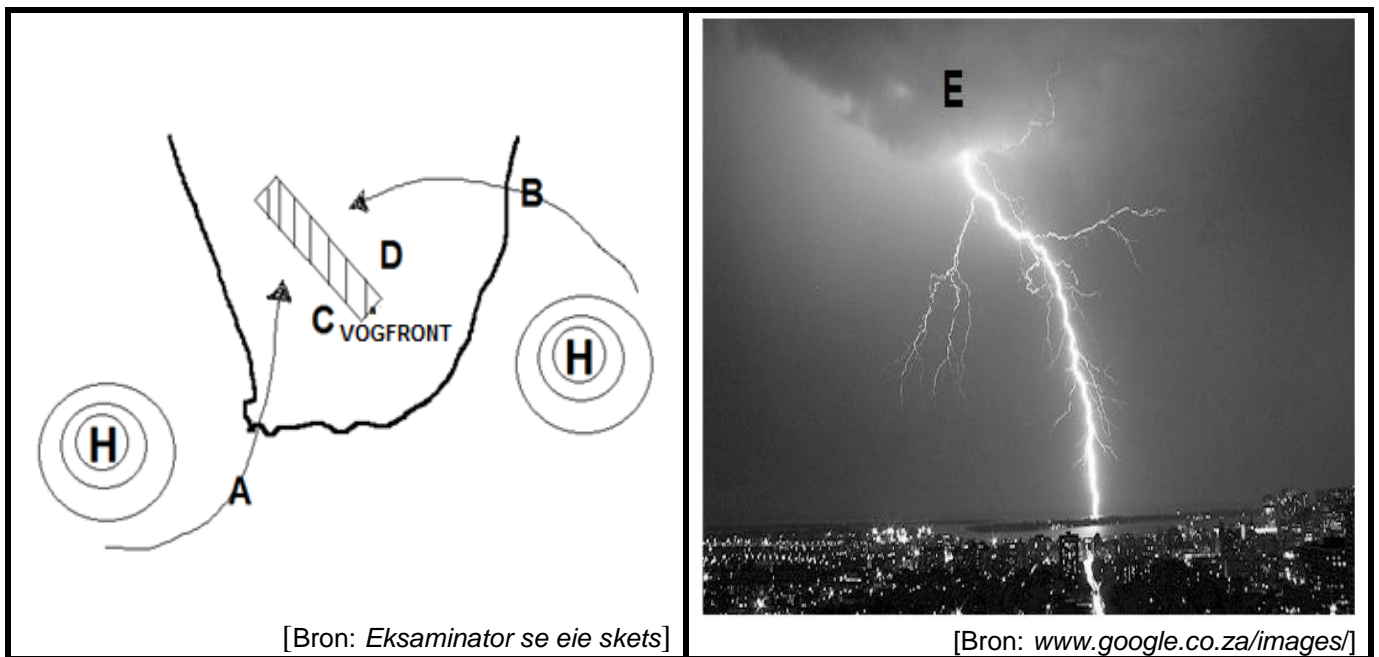 B
D
C
VOGFRONT
H
H
A
[Bron: Eksaminator se eie skets]
E
[Bron: www.google.co.za/images/]